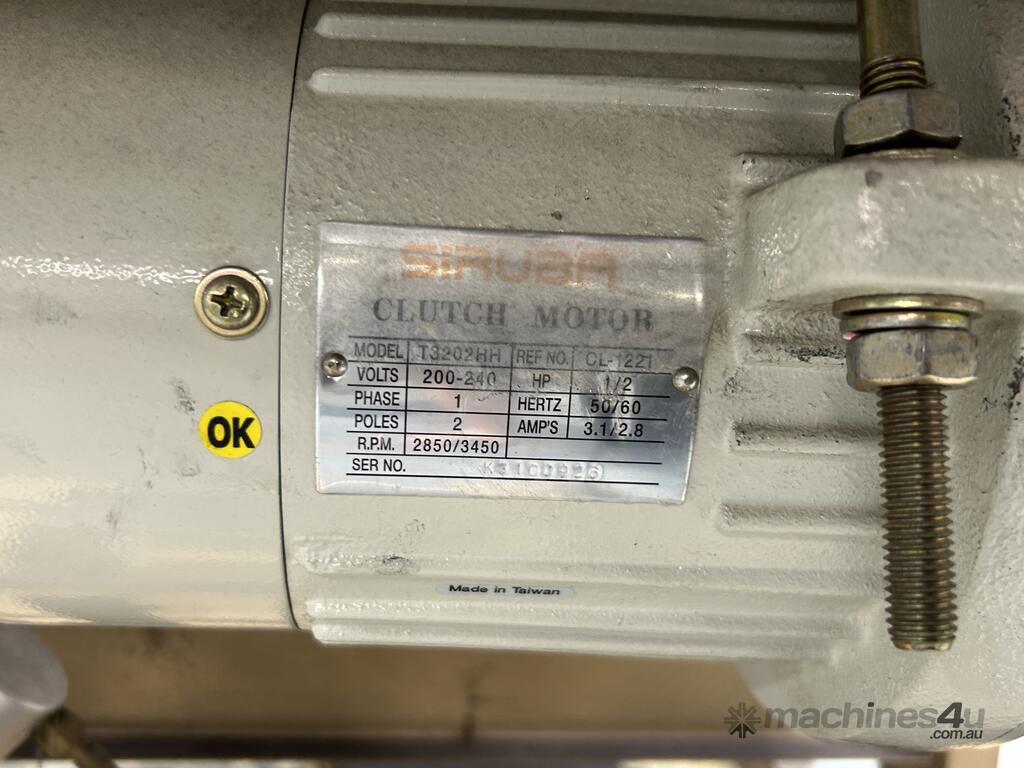 SIRUBA
CLUTCH MOTOR
MODEL T3202HH REF NO. CL-1221
VOLTS 200-240 HP 1/2
PHASE 1 HERTZ 50/60
POLES 2 AMP'S 3.1/2.8
R.P.M. 2850/3450
SER NO. K3100926
OK
Made in Taiwan
machines4u
.com.au